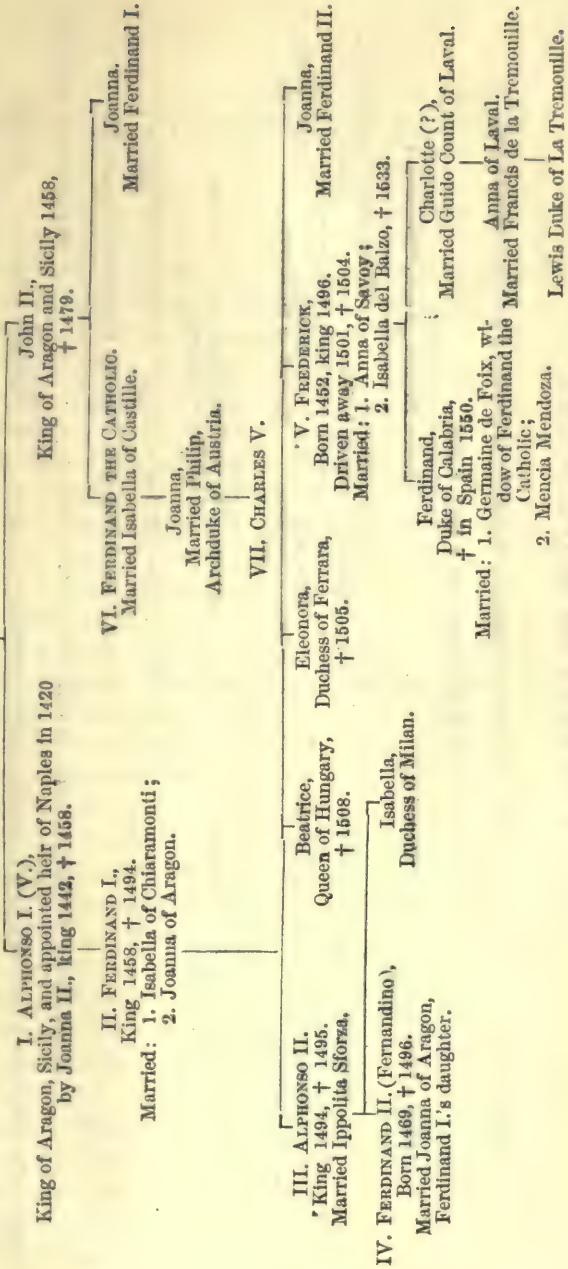 I. ALPHONSO I. (V.),
King of Aragon, Sicily, and appointed heir of Naples in 1420
by Joanna II., king 1442, † 1458.
John II.,
King of Aragon and Sicily 1458,
† 1479.
II. FERDINAND I.,
King 1458, † 1494.
Married: 1. Isabella of Chiaramonti;
2. Joanna of Aragon.
VI. FERDINAND THE CATHOLIC.
Married Isabella of Castille.
Joanna.
Married Ferdinand I.
Joanna,
Married Philip,
Archduke of Austria.
VII. CHARLES V.
III. ALPHONSO II.
King 1494, † 1495.
Married Ippolita Sforza,
Beatrice,
Queen of Hungary,
† 1508.
Eleonora,
Duchess of Ferrara,
† 1505.
V. FREDERICK,
Born 1452, king 1496.
Driven away 1501, † 1504.
Married: 1. Anna of Savoy;
2. Isabella del Balzo, † 1533.
Joanna,
Married Ferdinand II.
IV. FERDINAND II. (Fernandino),
Born 1469, † 1496.
Married Joanna of Aragon,
Ferdinand I.'s daughter.
Isabella,
Duchess of Milan.
Ferdinand,
Duke of Calabria,
† in Spain 1550.
Married: 1. Germaine de Foix, wi-
dow of Ferdinand the
Catholic;
2. Mencia Mendoza.
Charlotte (?),
Married Guido Count of Laval.
Anna of Laval.
Married Francis de la Tremouille.
Lewis Duke of La Tremouille.